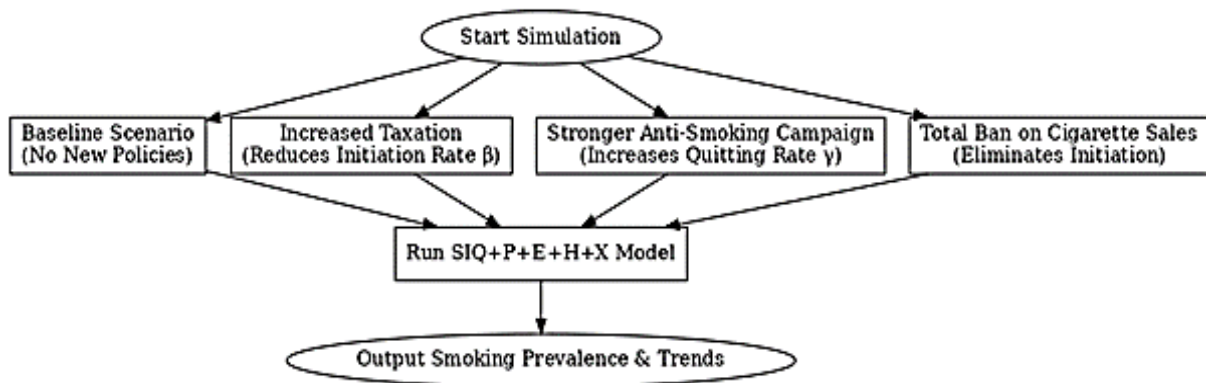 Start Simulation
Baseline Scenario
(No New Policies)
Increased Taxation
(Reduces Initiation Rate β)
Stronger Anti-Smoking Campaign
(Increases Quitting Rate γ)
Total Ban on Cigarette Sales
(Eliminates Initiation)
Run SIQ+P+E+H+X Model
Output Smoking Prevalence & Trends